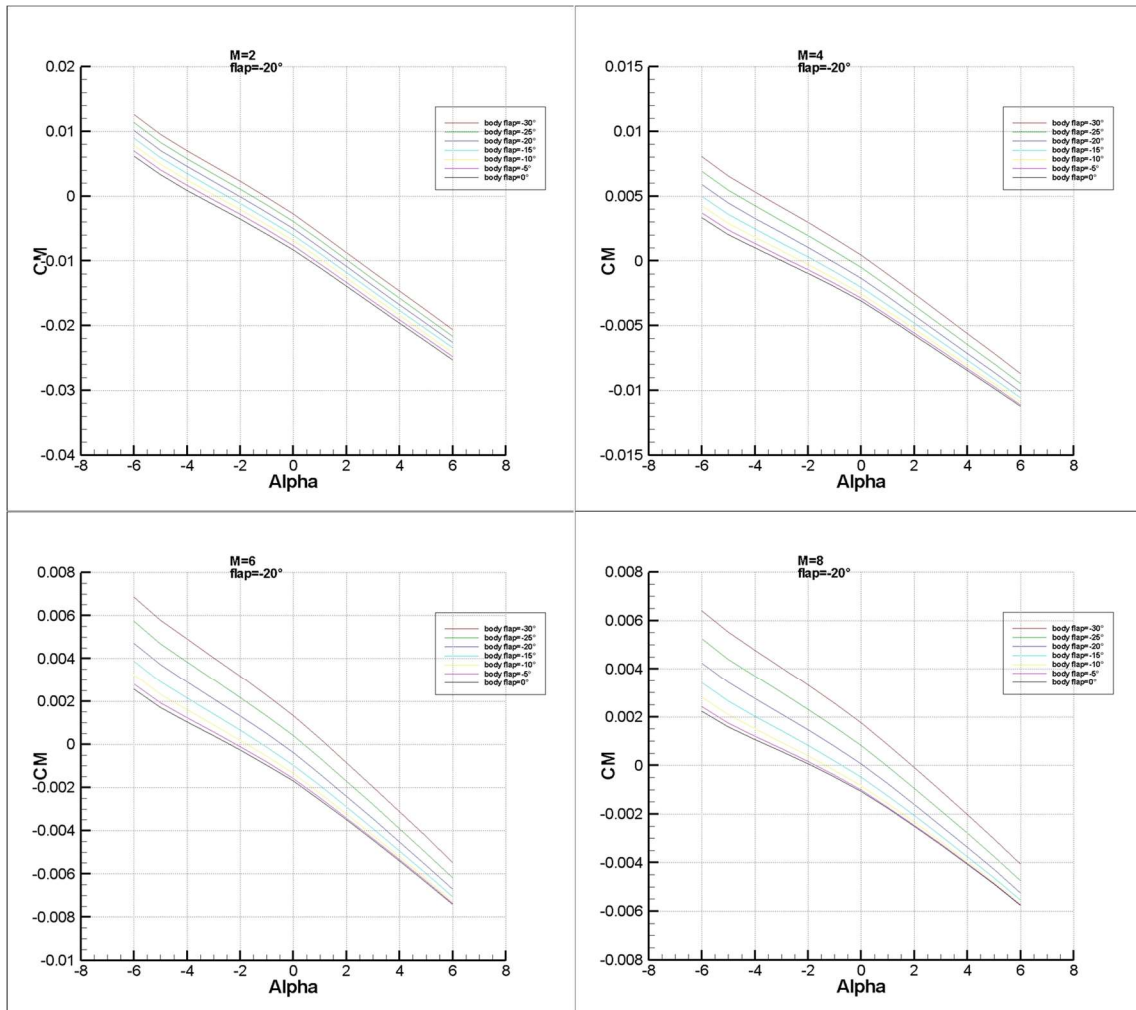 M=2
flap=-20°
0.02
0.01
0
-0.01
-0.02
-0.03
-0.04
CM
body flap=-30°
body flap=-25°
body flap=-20°
body flap=-15°
body flap=-10°
body flap=-5°
body flap=0°
-8 -6 -4 -2 0 2 4 6 8
Alpha
M=4
flap=-20°
0.015
0.01
0.005
0
-0.005
-0.01
-0.015
CM
body flap=-30°
body flap=-25°
body flap=-20°
body flap=-15°
body flap=-10°
body flap=-5°
body flap=0°
-8 -6 -4 -2 0 2 4 6 8
Alpha
M=6
flap=-20°
0.008
0.006
0.004
0.002
0
-0.002
-0.004
-0.006
-0.008
-0.01
CM
body flap=-30°
body flap=-25°
body flap=-20°
body flap=-15°
body flap=-10°
body flap=-5°
body flap=0°
-8 -6 -4 -2 0 2 4 6 8
Alpha
M=8
flap=-20°
0.008
0.006
0.004
0.002
0
-0.002
-0.004
-0.006
-0.008
CM
body flap=-30°
body flap=-25°
body flap=-20°
body flap=-15°
body flap=-10°
body flap=-5°
body flap=0°
-8 -6 -4 -2 0 2 4 6 8
Alpha